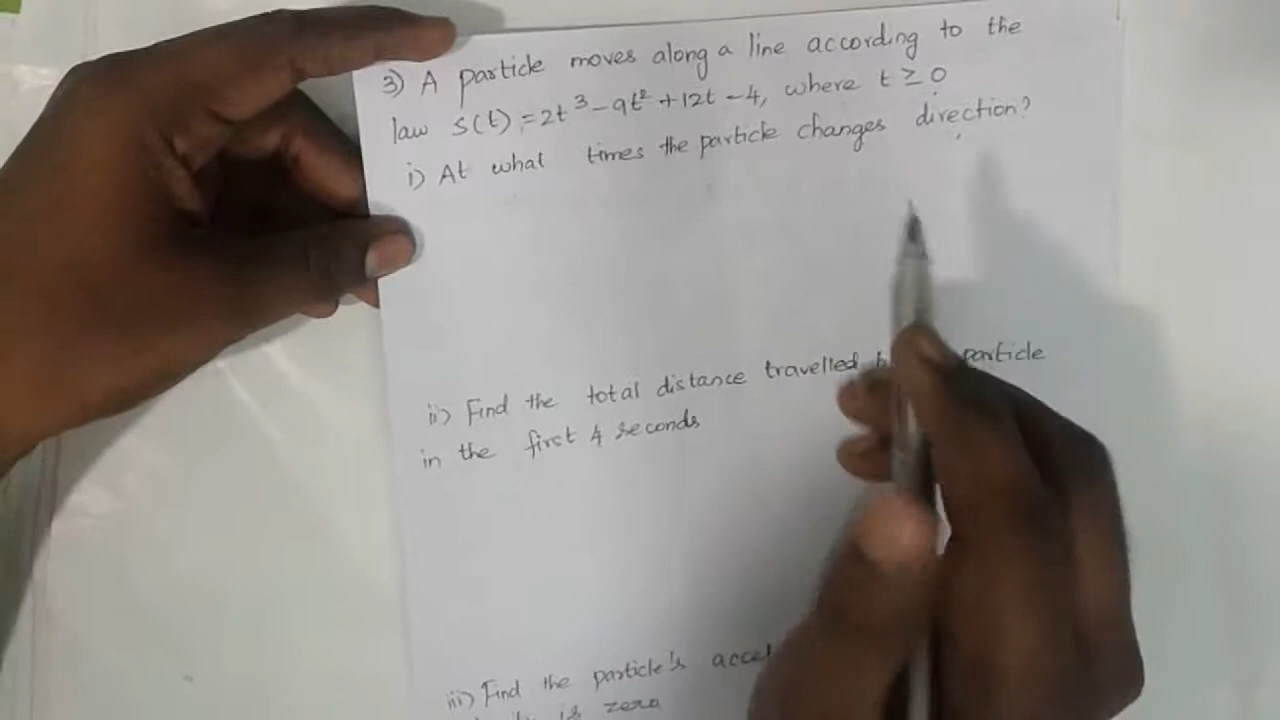 3) A particle moves along a line according to the
law s(t) = 2t³ - 9t² + 12t - 4, where t ≥ 0
i) At what times the particle changes direction?
ii) Find the total distance travelled particle
in the first 4 seconds
iii) Find the particle's
is zero